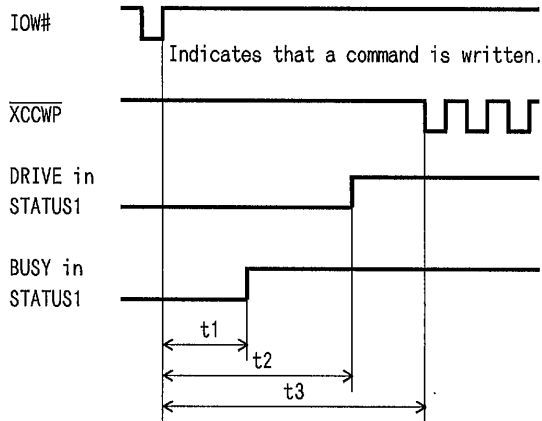 IOW#
Indicates that a command is written.
XCCWP
DRIVE in
STATUS1
BUSY in
STATUS1
t1
t2
t3